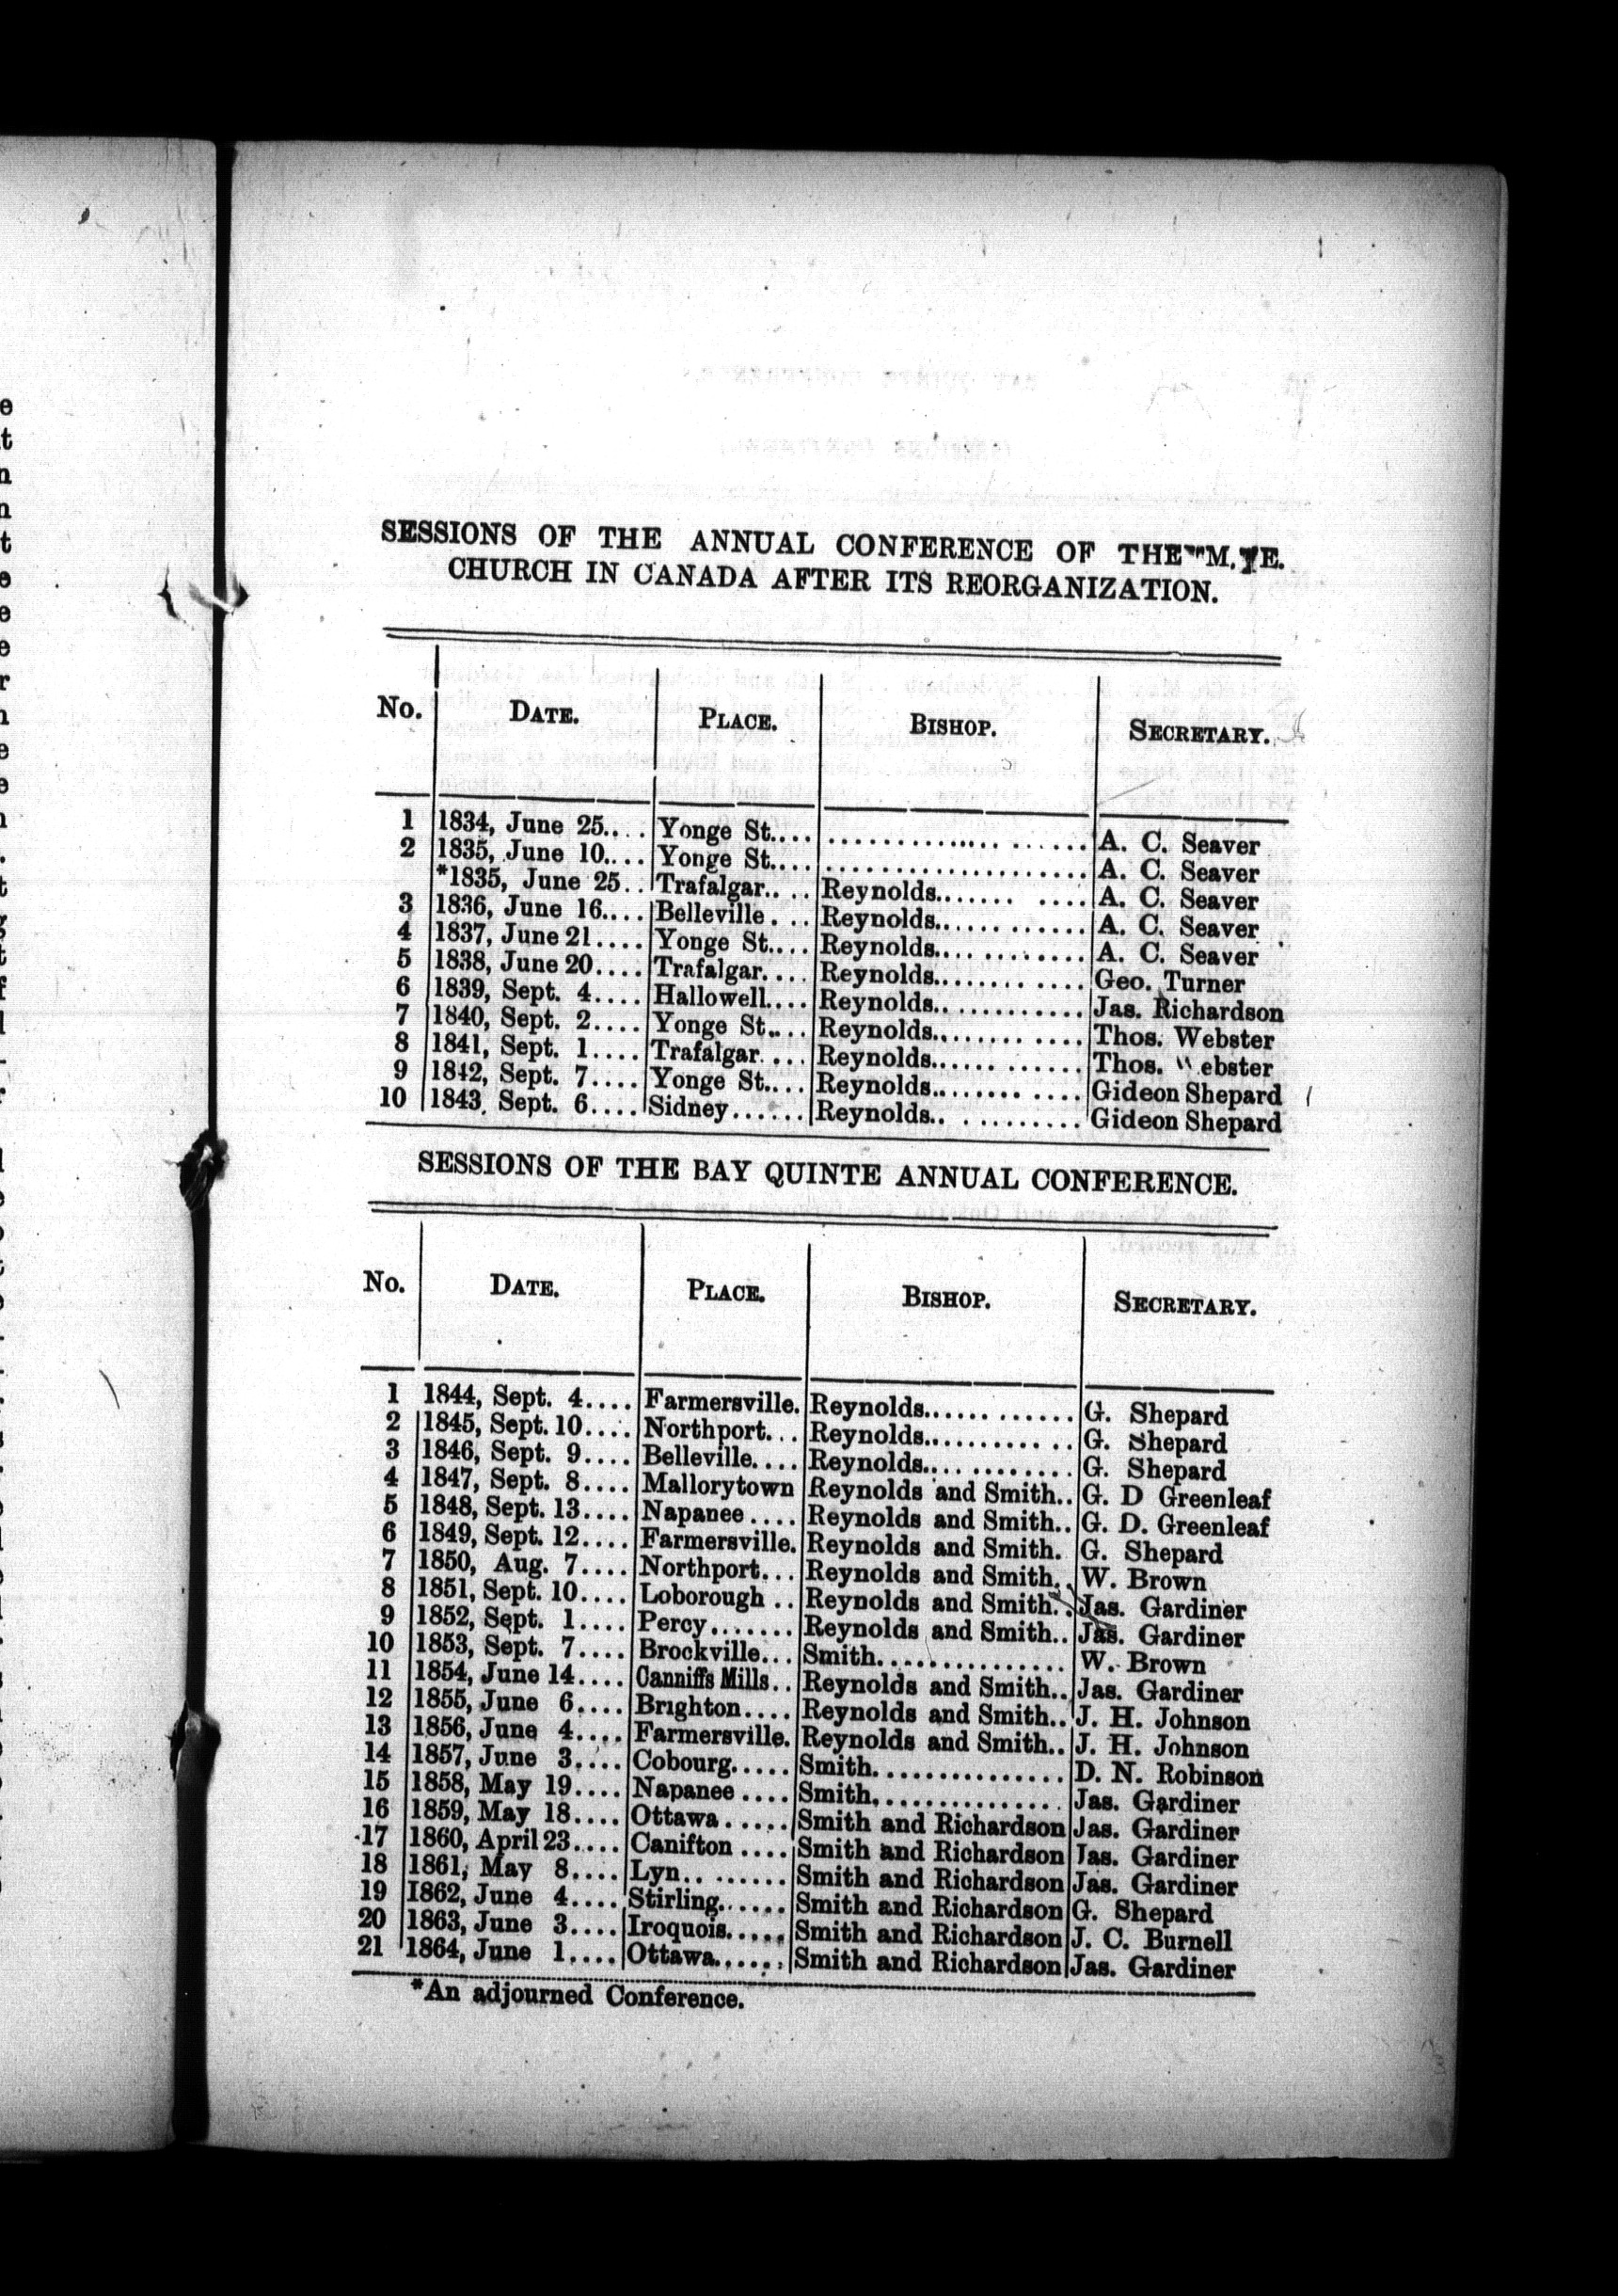 SESSIONS OF THE ANNUAL CONFERENCE OF THE M. E.
CHURCH IN CANADA AFTER ITS REORGANIZATION.
No. DATE. PLACE. BISHOP. SECRETARY.
1 1834, June 25.... Yonge St.... ...................... A. C. Seaver
2 1835, June 10.... Yonge St.... ...................... A. C. Seaver
*1835, June 25.. Trafalgar.... Reynolds........... A. C. Seaver
3 1836, June 16.... Belleville.... Reynolds............ A. C. Seaver
4 1837, June 21.... Yonge St.... Reynolds............ A. C. Seaver
5 1838, June 20.... Trafalgar.... Reynolds............ Geo. Turner
6 1839, Sept. 4.... Hallowell.... Reynolds............ Jas. Richardson
7 1840, Sept. 2.... Yonge St.... Reynolds............ Thos. Webster
8 1841, Sept. 1.... Trafalgar.... Reynolds............ Thos. Webster
9 1842, Sept. 7.... Yonge St.... Reynolds............ Gideon Shepard
10 1843, Sept. 6.... Sidney...... Reynolds............ Gideon Shepard
SESSIONS OF THE BAY QUINTE ANNUAL CONFERENCE.
No. DATE. PLACE. BISHOP. SECRETARY.
1 1844, Sept. 4.... Farmersville. Reynolds............ G. Shepard
2 1845, Sept. 10.... Northport... Reynolds............ G. Shepard
3 1846, Sept. 9.... Belleville.... Reynolds............ G. Shepard
4 1847, Sept. 8.... Mallorytown Reynolds and Smith.. G. D Greenleaf
5 1848, Sept. 13.... Napanee.... Reynolds and Smith.. G. D. Greenleaf
6 1849, Sept. 12.... Farmersville. Reynolds and Smith. G. Shepard
7 1850, Aug. 7.... Northport... Reynolds and Smith.. W. Brown
8 1851, Sept. 10.... Loborough.. Reynolds and Smith.. Jas. Gardiner
9 1852, Sept. 1.... Percy....... Reynolds and Smith.. Jas. Gardiner
10 1853, Sept. 7.... Brockville... Smith............... W. Brown
11 1854, June 14.... Canniffs Mills.. Reynolds and Smith.. Jas. Gardiner
12 1855, June 6.... Brighton.... Reynolds and Smith.. J. H. Johnson
13 1856, June 4.... Farmersville. Reynolds and Smith.. J. H. Johnson
14 1857, June 3.... Cobourg..... Smith............... D. N. Robinson
15 1858, May 19.... Napanee.... Smith............... Jas. Gardiner
16 1859, May 18.... Ottawa..... Smith and Richardson Jas. Gardiner
17 1860, April 23.... Canifton.... Smith and Richardson Jas. Gardiner
18 1861, May 8.... Lyn........ Smith and Richardson Jas. Gardiner
19 1862, June 4.... Stirling...... Smith and Richardson G. Shepard
20 1863, June 3.... Iroquois..... Smith and Richardson J. C. Burnell
21 1864, June 1.... Ottawa...... Smith and Richardson Jas. Gardiner
*An adjourned Conference.